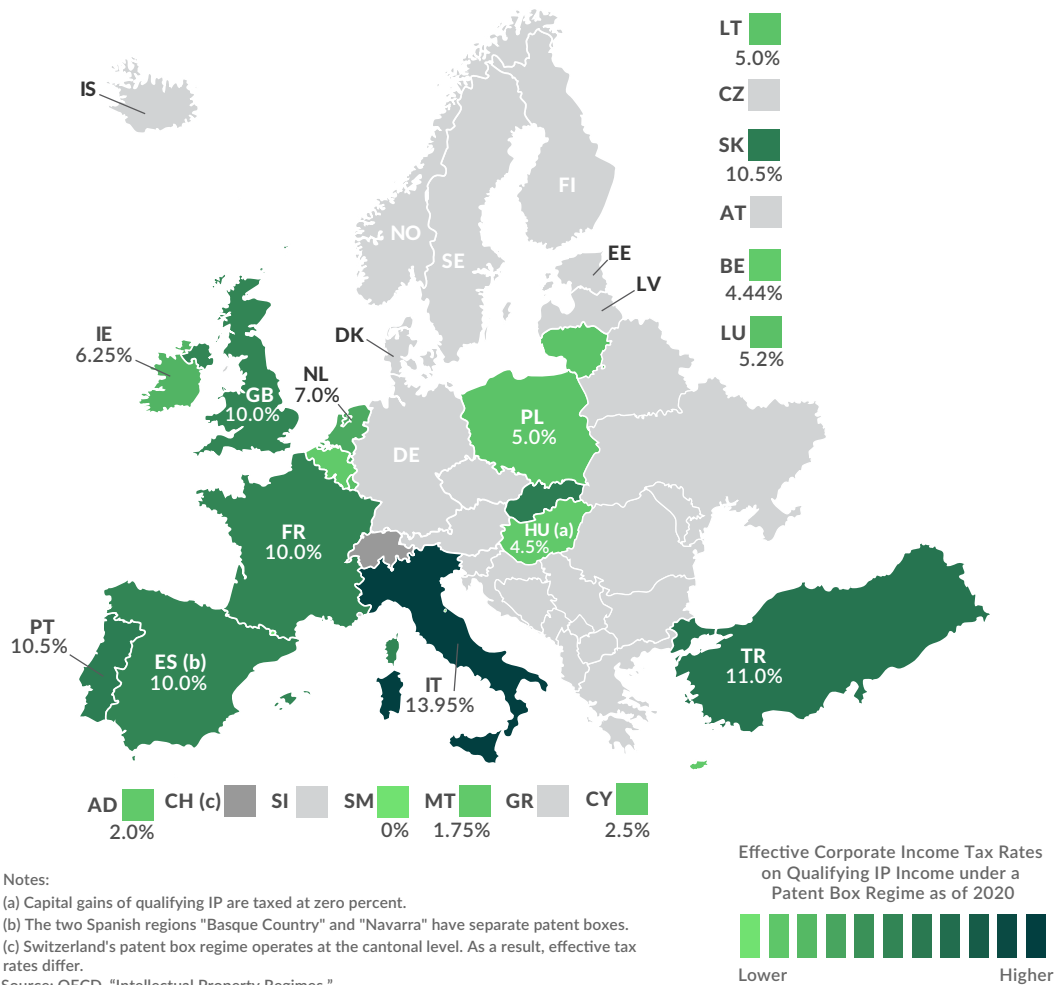 LT
5.0%
CZ
SK
10.5%
AT
BE
4.44%
LU
5.2%
IS
FI
NO
SE
EE
LV
DK
IE
6.25%
NL
7.0%
GB
10.0%
PL
5.0%
DE
HU (a)
4.5%
FR
10.0%
PT
10.5%
ES (b)
10.0%
IT
13.95%
TR
11.0%
AD
2.0%
CH (c)
SI
SM
0%
MT
1.75%
GR
CY
2.5%
Effective Corporate Income Tax Rates
on Qualifying IP Income under a
Patent Box Regime as of 2020
Lower
Higher
Notes:
(a) Capital gains of qualifying IP are taxed at zero percent.
(b) The two Spanish regions "Basque Country" and "Navarra" have separate patent boxes.
(c) Switzerland's patent box regime operates at the cantonal level. As a result, effective tax
rates differ.
Source: OECD, “Intellectual Property Regimes.”